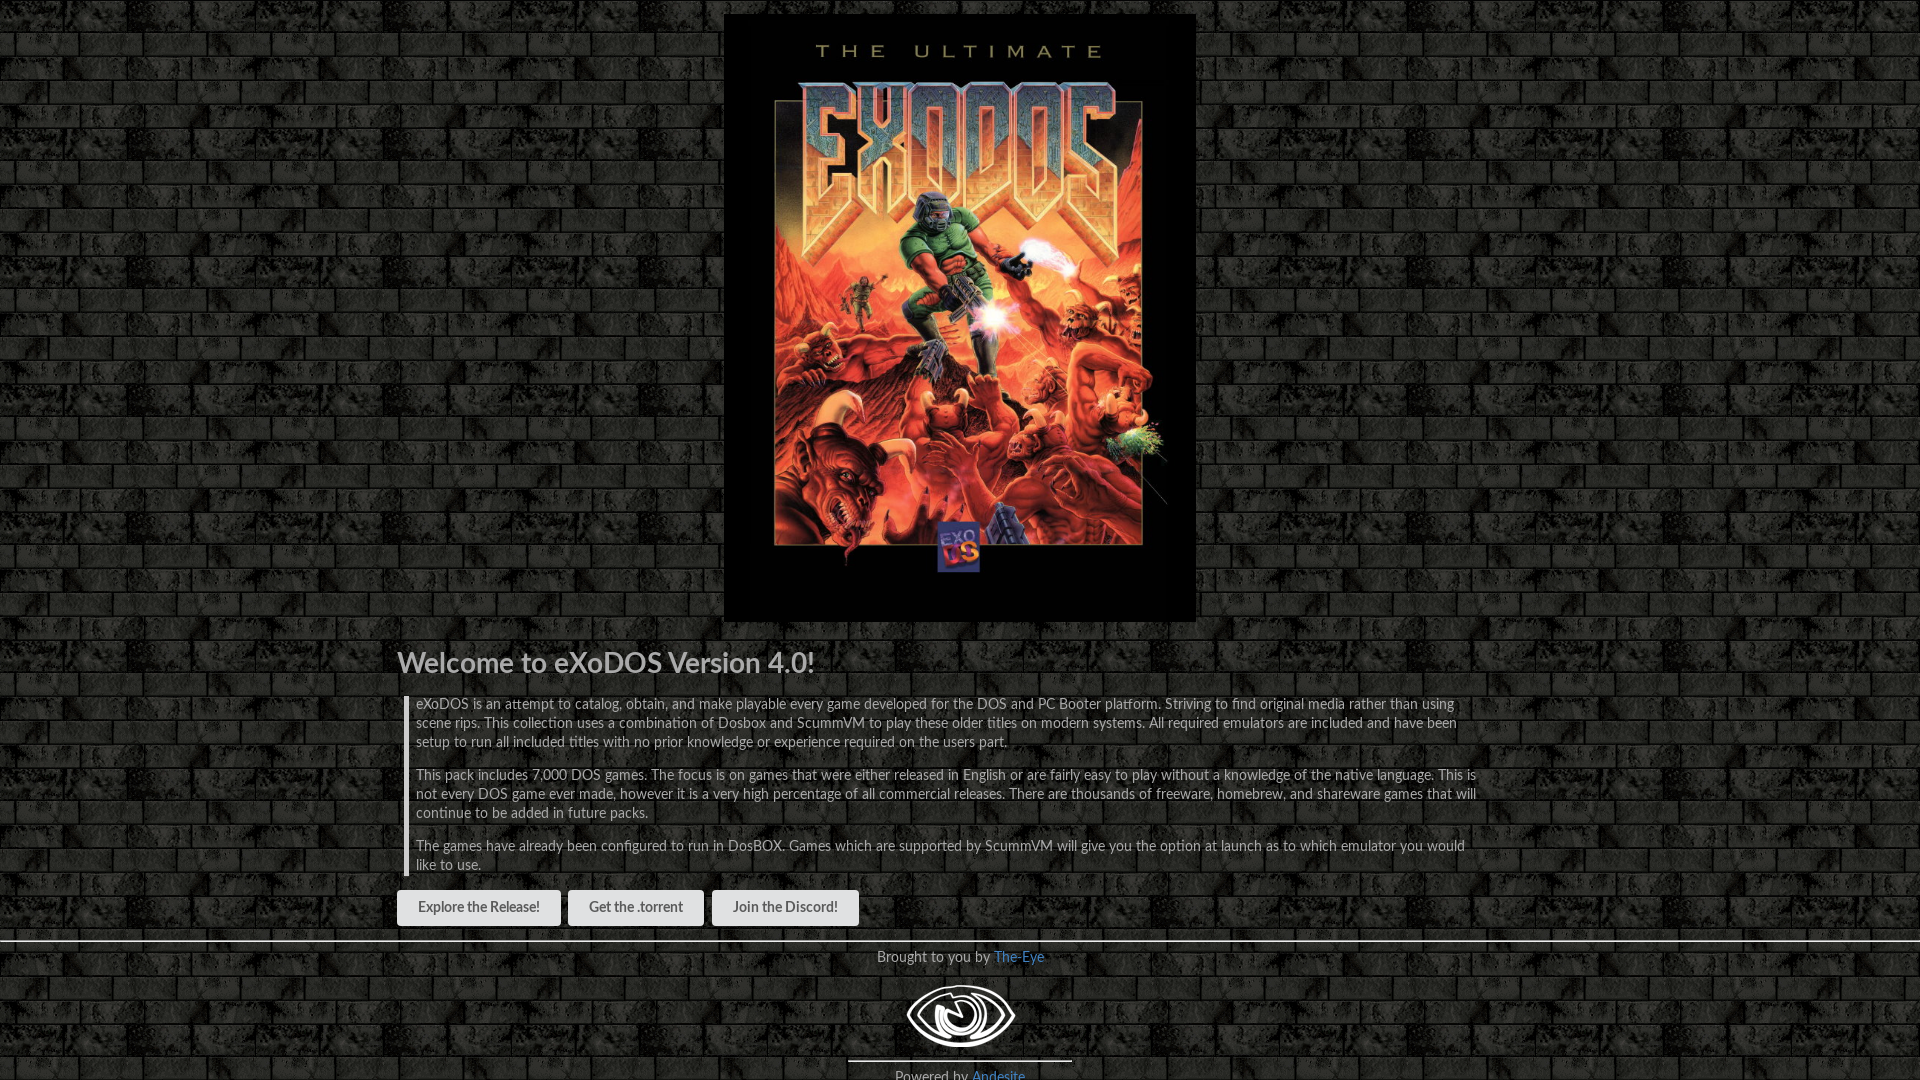 THE ULTIMATE
EXODOS
EXO
DS
Welcome to eXoDOS Version 4.0!
eXoDOS is an attempt to catalog, obtain, and make playable every game developed for the DOS and PC Booter platform. Striving to find original media rather than using
scene rips. This collection uses a combination of Dosbox and ScummVM to play these older titles on modern systems. All required emulators are included and have been
setup to run all included titles with no prior knowledge or experience required on the users part.
This pack includes 7,000 DOS games. The focus is on games that were either released in English or are fairly easy to play without a knowledge of the native language. This is
not every DOS game ever made, however it is a very high percentage of all commercial releases. There are thousands of freeware, homebrew, and shareware games that will
continue to be added in future packs.
The games have already been configured to run in DosBOX. Games which are supported by ScummVM will give you the option at launch as to which emulator you would
like to use.
Explore the Release! Get the .torrent Join the Discord!
Brought to you by The-Eye
Powered by Andesite